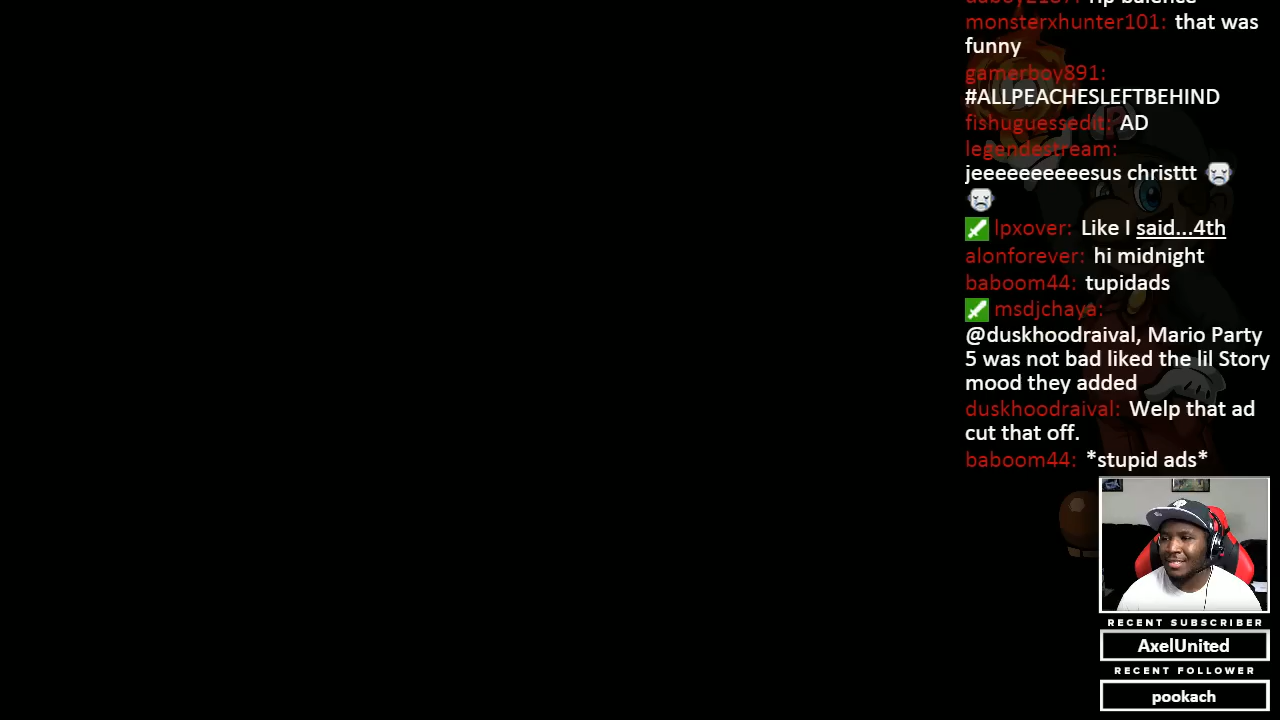 monsterxhunter101: that was
funny
gamerboy891:
#ALLPEACHESLEFTBEHIND
fishuguessedit: AD
legendestream:
jeeeeeeeeeesus christtt
lpxover: Like I said...4th
alonforever: hi midnight
baboom44: tupidads
msdjchaya:
@duskhoodraival, Mario Party
5 was not bad liked the lil Story
mood they added
duskhoodraival: Welp that ad
cut that off.
baboom44: *stupid ads*
RECENT SUBSCRIBER
AxelUnited
RECENT FOLLOWER
pookach